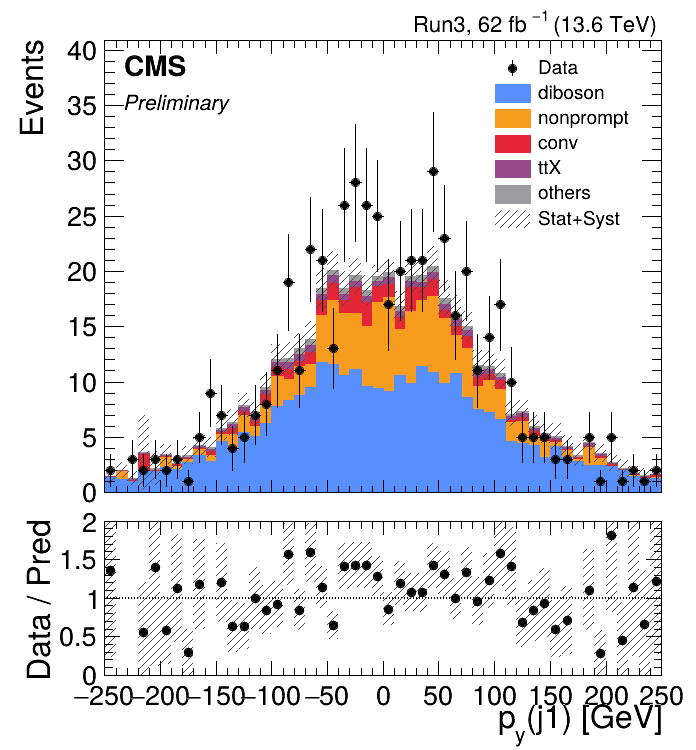 Run3, 62 fb⁻¹ (13.6 TeV)
Events
40
35
30
25
20
15
10
5
0
CMS
Preliminary
Data
diboson
nonprompt
conv
ttX
others
Stat+Syst
Data / Pred
2
1.5
1
0.5
0
−250−200−150−100−50 0 50 100 150 200 250
p_y(j1) [GeV]